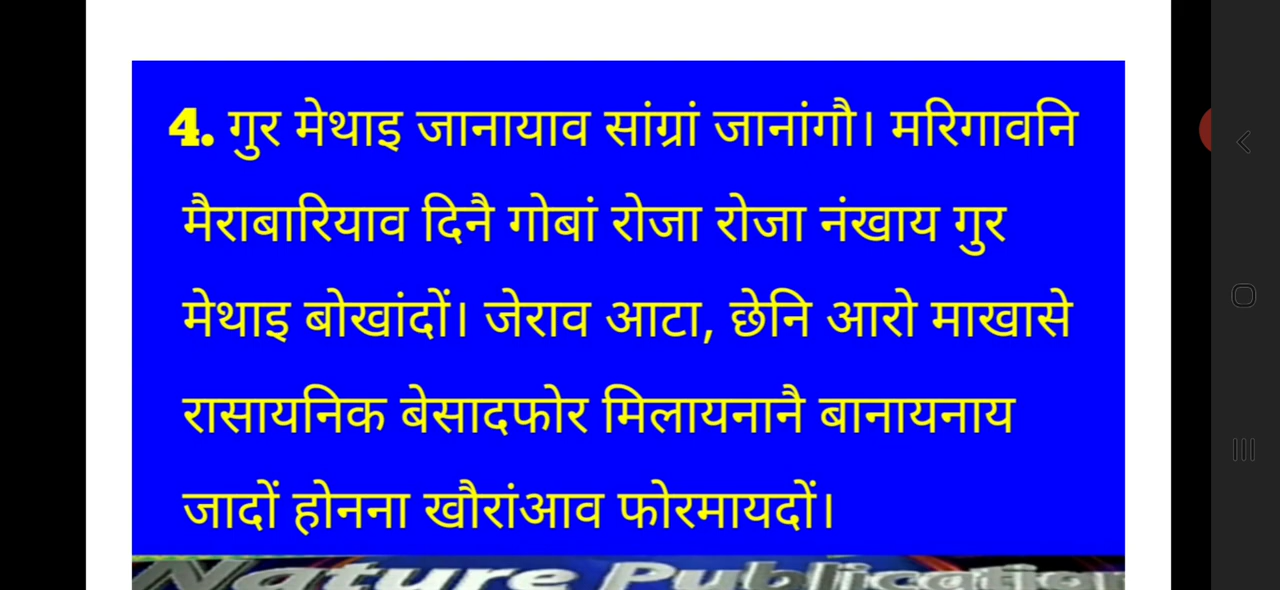 4. गुर मेथाइ जानायाव सांग्रां जानांगौ। मरिगावनि
मैराबारियाव दिनै गोबां रोजा रोजा नंखाय गुर
मेथाइ बोखांदों। जेराव आटा, छेनि आरो माखासे
रासायनिक बेसादफोर मिलायनानै बानायनाय
जादों होनना खौरांआव फोरमायदों।
Nature Publication